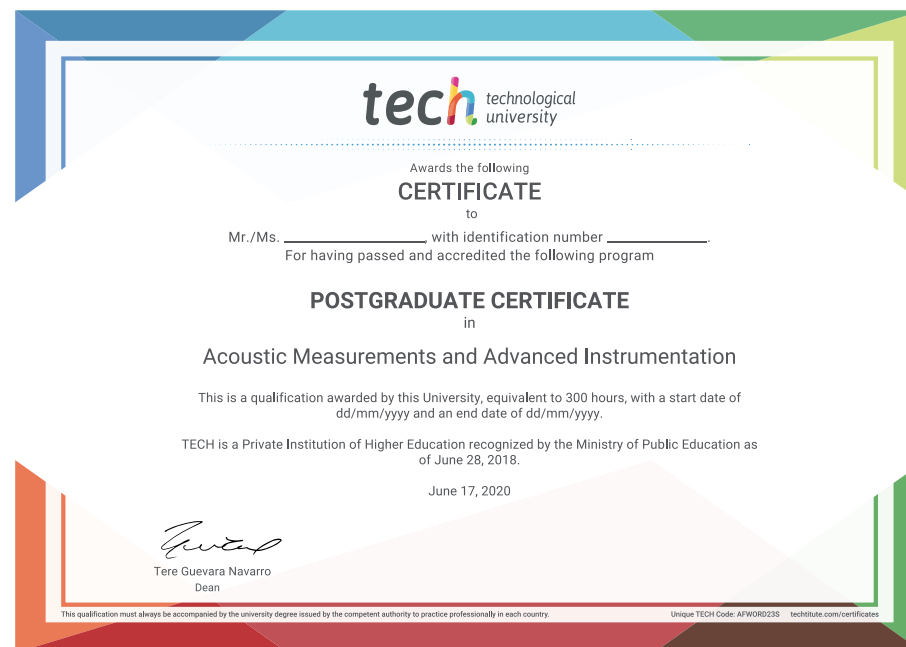 tech technological
university
Awards the following
CERTIFICATE
to
Mr./Ms. ____________, with identification number ____________.
For having passed and accredited the following program
POSTGRADUATE CERTIFICATE
in
Acoustic Measurements and Advanced Instrumentation
This is a qualification awarded by this University, equivalent to 300 hours, with a start date of
dd/mm/yyyy and an end date of dd/mm/yyyy.
TECH is a Private Institution of Higher Education recognized by the Ministry of Public Education as
of June 28, 2018.
June 17, 2020
Tere Guevara Navarro
Dean
This qualification must always be accompanied by the university degree issued by the competent authority to practice professionally in each country.
Unique TECH Code: AFWORD23S techtitute.com/certificates